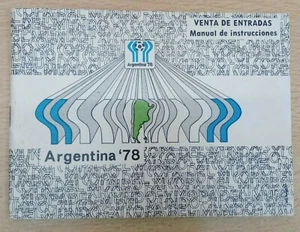 VENTA DE ENTRADAS
Manual de instrucciones
Argentina '78
Argentina '78